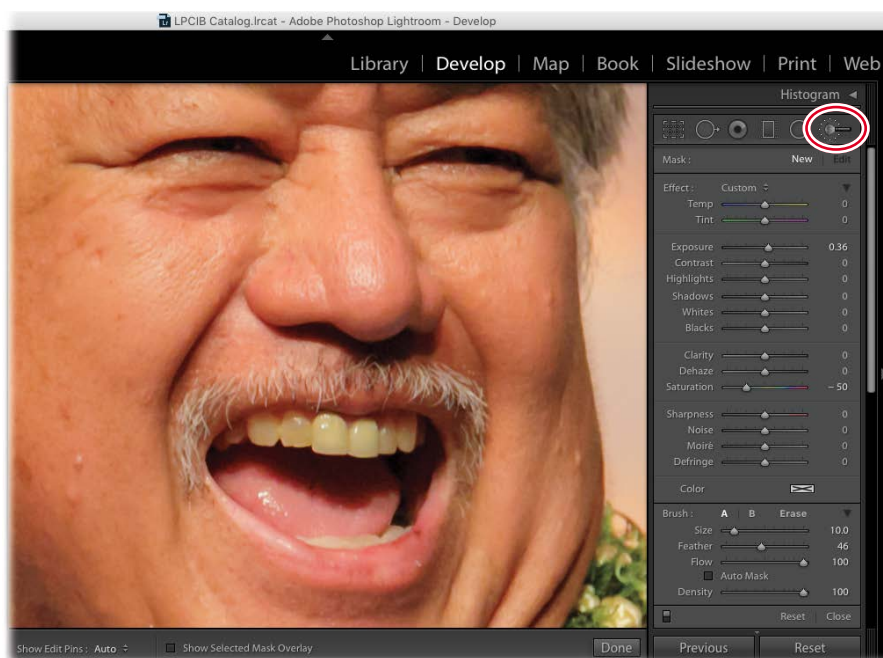 LPCIB Catalog.lrcat - Adobe Photoshop Lightroom - Develop
Library | Develop | Map | Book | Slideshow | Print | Web
Histogram
Mask : New | Edit
Effect : Custom
Temp 0
Tint 0
Exposure 0.36
Contrast 0
Highlights 0
Shadows 0
Whites 0
Blacks 0
Clarity 0
Dehaze 0
Saturation – 50
Sharpness 0
Noise 0
Moiré 0
Defringe 0
Color
Brush : A | B Erase
Size 10.0
Feather 46
Flow 100
Auto Mask
Density 100
Reset | Close
Show Edit Pins : Auto Show Selected Mask Overlay Done Previous Reset